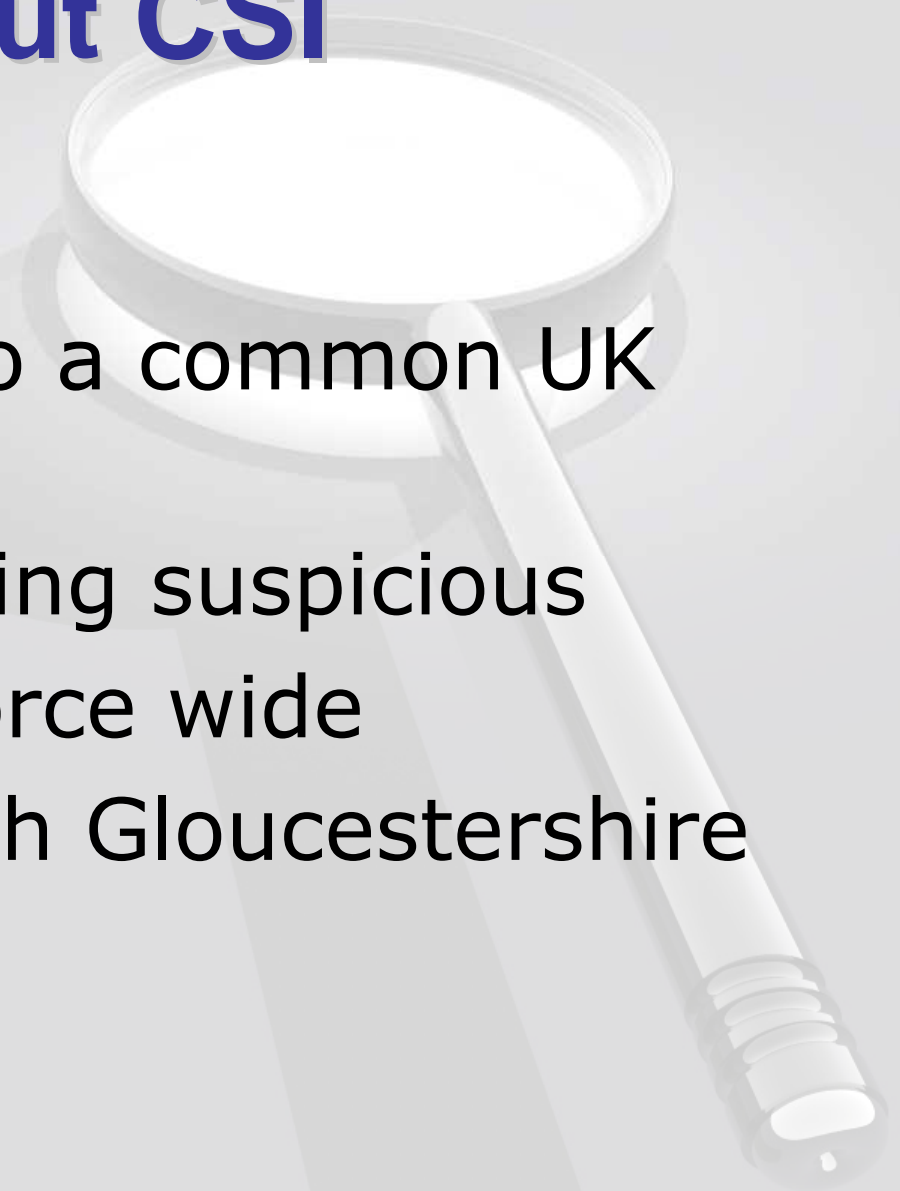 ut CSI
o a common UK
ing suspicious
orce wide
h Gloucestershire